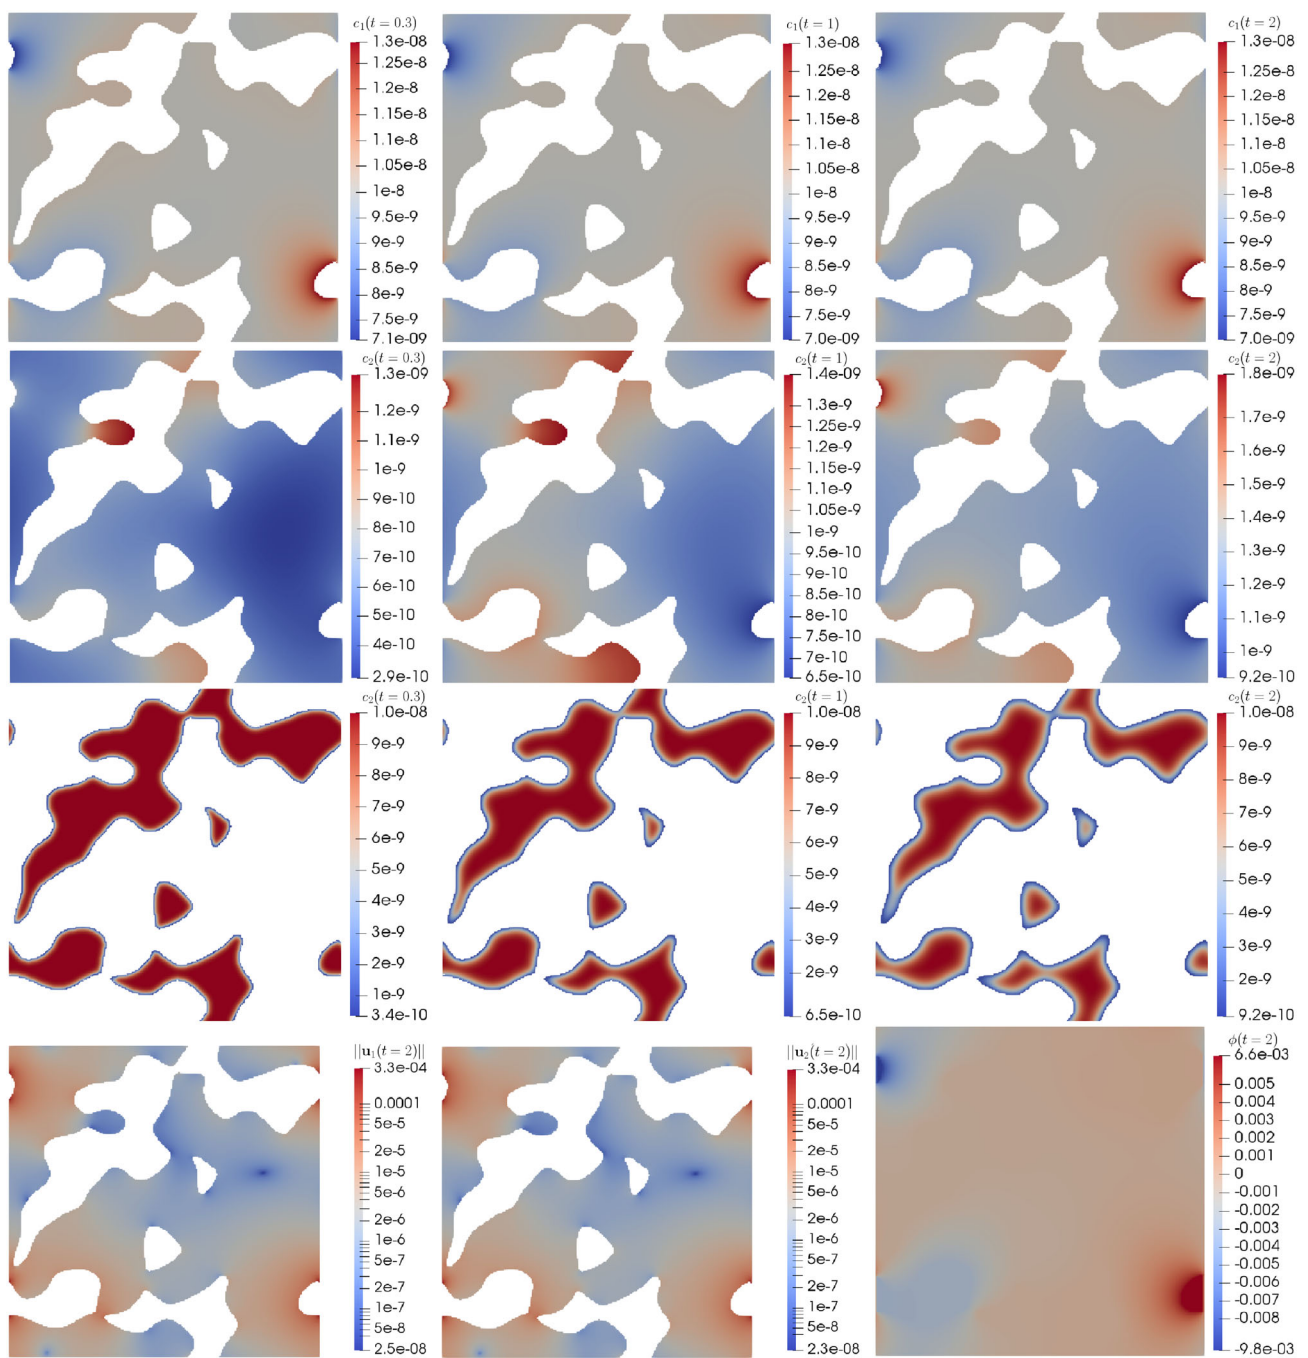 c₁(t = 0.3)
1.3e-08
1.25e-8
1.2e-8
1.15e-8
1.1e-8
1.05e-8
1e-8
9.5e-9
9e-9
8.5e-9
8e-9
7.5e-9
7.1e-09
c₁(t = 1)
1.3e-08
1.25e-8
1.2e-8
1.15e-8
1.1e-8
1.05e-8
1e-8
9.5e-9
9e-9
8.5e-9
8e-9
7.5e-9
7.0e-09
c₁(t = 2)
1.3e-08
1.25e-8
1.2e-8
1.15e-8
1.1e-8
1.05e-8
1e-8
9.5e-9
9e-9
8.5e-9
8e-9
7.5e-9
7.0e-09
c₂(t = 0.3)
1.3e-09
1.2e-9
1.1e-9
1e-9
9e-10
8e-10
7e-10
6e-10
5e-10
4e-10
2.9e-10
c₂(t = 1)
1.4e-09
1.3e-9
1.25e-9
1.2e-9
1.15e-9
1.1e-9
1.05e-9
1e-9
9.5e-10
9e-10
8.5e-10
8e-10
7.5e-10
7e-10
6.5e-10
c₂(t = 2)
1.8e-09
1.7e-9
1.6e-9
1.5e-9
1.4e-9
1.3e-9
1.2e-9
1.1e-9
1e-9
9.2e-10
c₂(t = 0.3)
1.0e-08
9e-9
8e-9
7e-9
6e-9
5e-9
4e-9
3e-9
2e-9
1e-9
3.4e-10
c₂(t = 1)
1.0e-08
9e-9
8e-9
7e-9
6e-9
5e-9
4e-9
3e-9
2e-9
6.5e-10
c₂(t = 2)
1.0e-08
9e-9
8e-9
7e-9
6e-9
5e-9
4e-9
3e-9
2e-9
9.2e-10
||u₁(t = 2)||
3.3e-04
0.0001
5e-5
2e-5
1e-5
5e-6
2e-6
1e-6
5e-7
2e-7
1e-7
5e-8
2.5e-08
||u₂(t = 2)||
3.3e-04
0.0001
5e-5
2e-5
1e-5
5e-6
2e-6
1e-6
5e-7
2e-7
1e-7
5e-8
2.3e-08
ϕ(t = 2)
6.6e-03
0.005
0.004
0.003
0.002
0.001
0
-0.001
-0.002
-0.003
-0.004
-0.005
-0.006
-0.007
-0.008
-9.8e-03